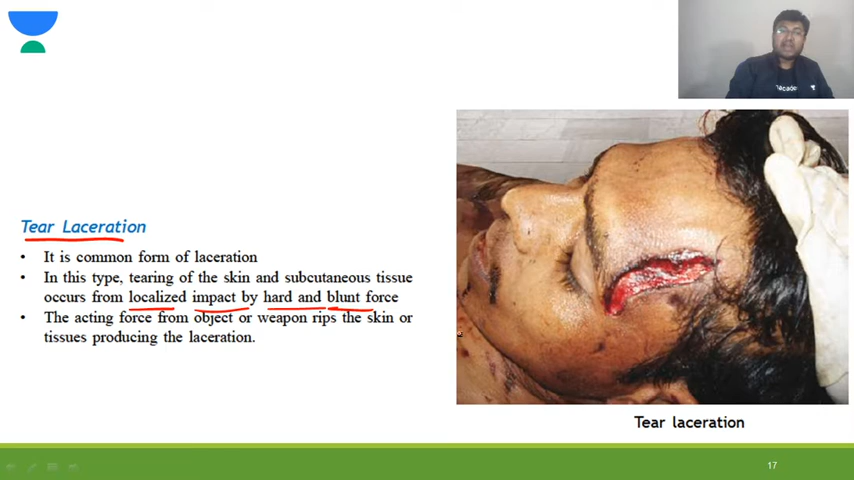 Tear Laceration
• It is common form of laceration
• In this type, tearing of the skin and subcutaneous tissue
occurs from localized impact by hard and blunt force
• The acting force from object or weapon rips the skin or
tissues producing the laceration.
Tear laceration
17